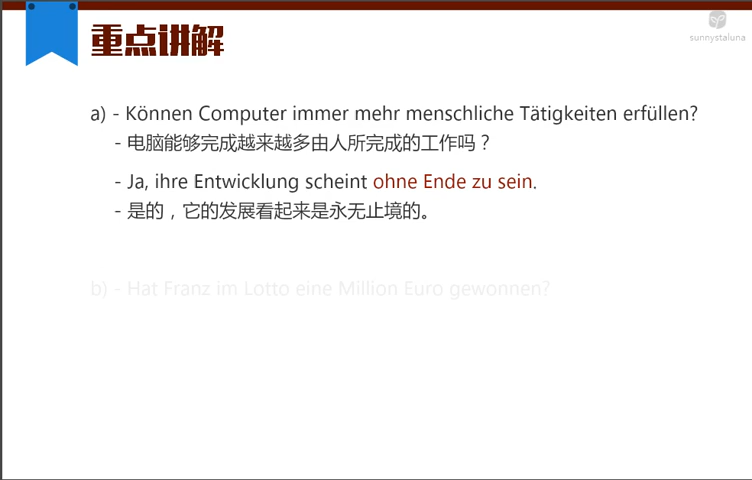 重点讲解
sunnystaluna
a) - Können Computer immer mehr menschliche Tätigkeiten erfüllen?
- 电脑能够完成越来越多由人所完成的工作吗？
- Ja, ihre Entwicklung scheint ohne Ende zu sein.
- 是的，它的发展看起来是永无止境的。
b) - Hat Franz im Lotto eine Million Euro gewonnen?